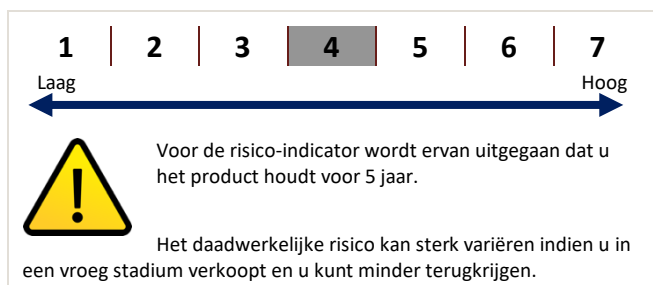 1 2 3 4 5 6 7
Laag Hoog
Voor de risico-indicator wordt ervan uitgegaan dat u
het product houdt voor 5 jaar.
Het daadwerkelijke risico kan sterk variëren indien u in
een vroeg stadium verkoopt en u kunt minder terugkrijgen.